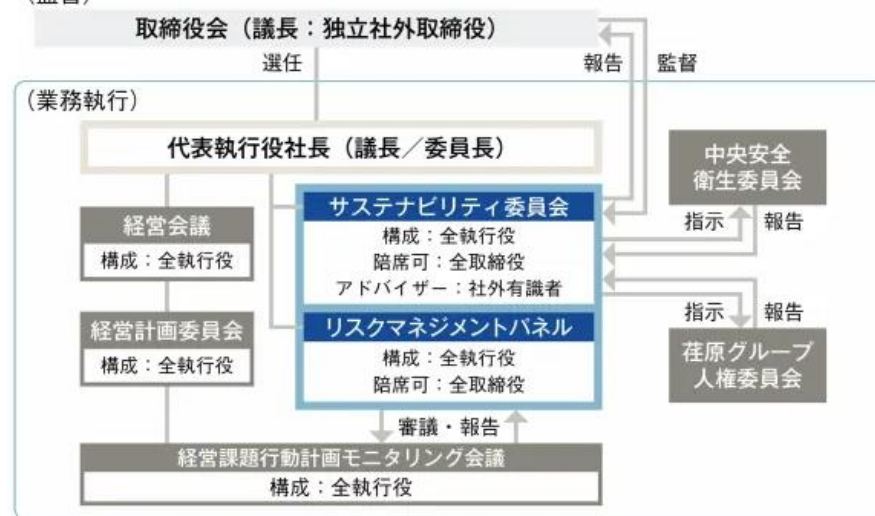 (監督)
取締役会（議長：独立社外取締役）
選任
報告
監督
（業務執行）
代表執行役社長（議長／委員長）
中央安全
衛生委員会
サステナビリティ委員会
構成：全執行役
陪席可：全取締役
アドバイザー：社外有識者
指示
報告
経営会議
構成：全執行役
経営計画委員会
構成：全執行役
リスクマネジメントパネル
構成：全執行役
陪席可：全取締役
指示
報告
荏原グループ
人権委員会
審議・報告
経営課題行動計画モニタリング会議
構成：全執行役